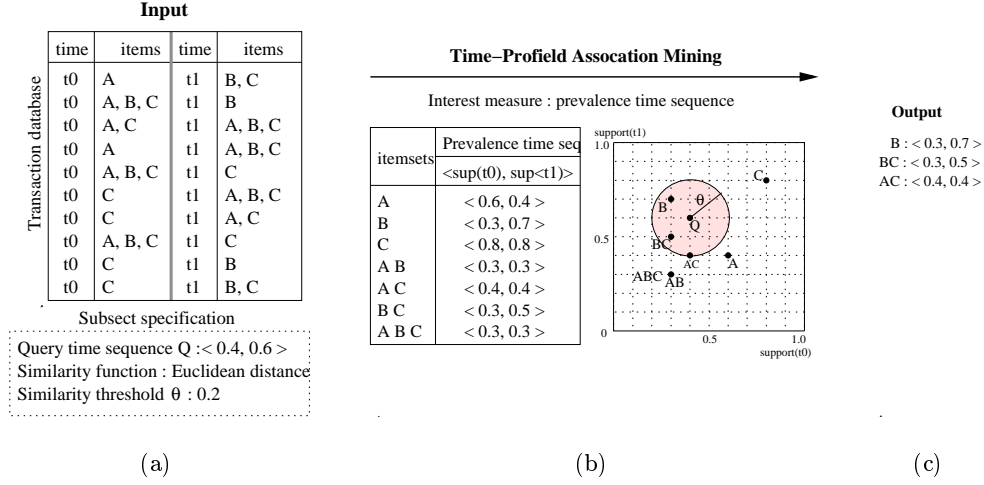 Input
time items time items
t0 A t1 B, C
t0 A, B, C t1 B
t0 A, C t1 A, B, C
t0 A t1 A, B, C
t0 A, B, C t1 C
t0 C t1 A, B, C
t0 C t1 A, C
t0 A, B, C t1 C
t0 C t1 B
t0 C t1 B, C
Transaction database
Subsect specification
Query time sequence Q :< 0.4, 0.6 >
Similarity function : Euclidean distance
Similarity threshold θ : 0.2
(a)
Time−Profield Assocation Mining
Interest measure : prevalence time sequence
itemsets Prevalence time seq
<sup(t0), sup<t1)>
A < 0.6, 0.4 >
B < 0.3, 0.7 >
C < 0.8, 0.8 >
A B < 0.3, 0.3 >
A C < 0.4, 0.4 >
B C < 0.3, 0.5 >
A B C < 0.3, 0.3 >
support(t1)
1.0
C
θ
B
Q
0.5
BC
AC
A
ABC
AB
0
0.5
1.0
support(t0)
(b)
Output
B : < 0.3, 0.7 >
BC : < 0.3, 0.5 >
AC : < 0.4, 0.4 >
(c)